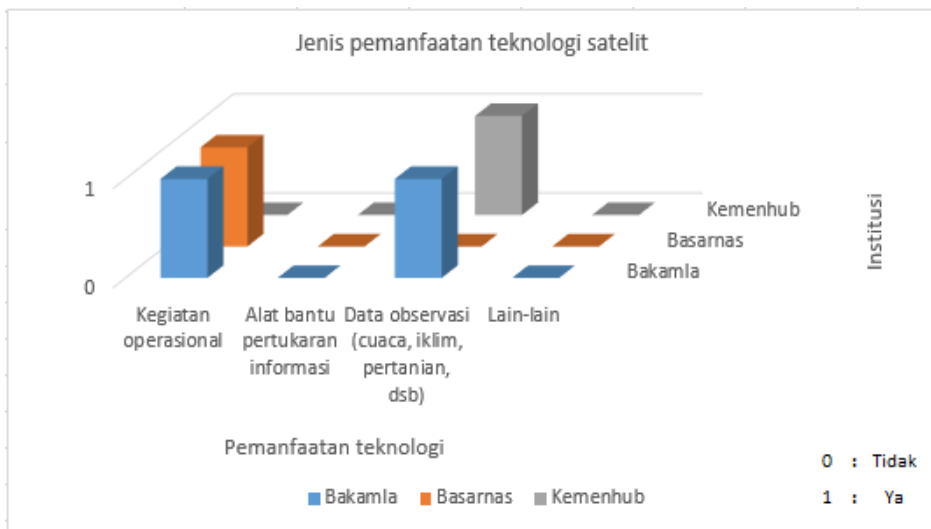 Jenis pemanfaatan teknologi satelit
1
0
Kemenhub
Basarnas
Bakamla
Institusi
Kegiatan
operasional
Alat bantu
pertukaran
informasi
Data observasi
(cuaca, iklim,
pertanian,
dsb)
Lain-lain
Pemanfaatan teknologi
Bakamla Basarnas Kemenhub
0 : Tidak
1 : Ya